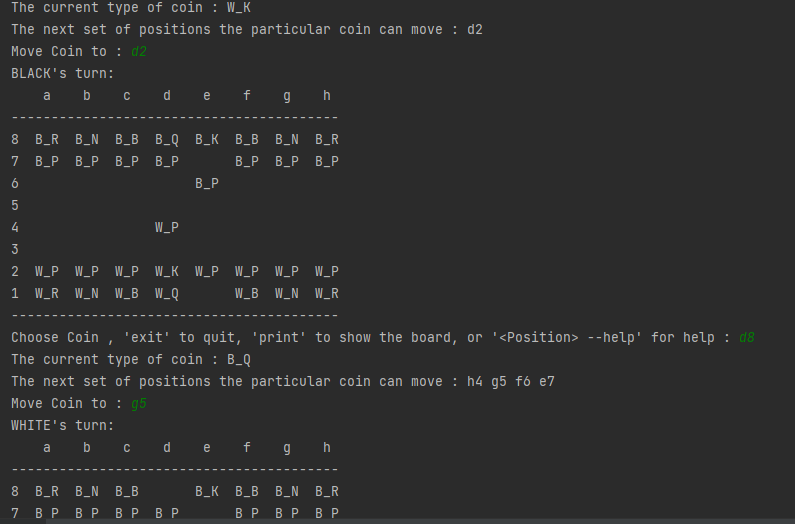 The current type of coin : W_K
The next set of positions the particular coin can move : d2
Move Coin to : d2
BLACK's turn:
    a    b    c    d    e    f    g    h
-----------------------------------------
8  B_R  B_N  B_B  B_Q  B_K  B_B  B_N  B_R
7  B_P  B_P  B_P  B_P       B_P  B_P  B_P
6                      B_P
5
4                 W_P
3
2  W_P  W_P  W_P  W_K  W_P  W_P  W_P  W_P
1  W_R  W_N  W_B  W_Q       W_B  W_N  W_R
-----------------------------------------
Choose Coin , 'exit' to quit, 'print' to show the board, or '<Position> --help' for help : d8
The current type of coin : B_Q
The next set of positions the particular coin can move : h4 g5 f6 e7
Move Coin to : g5
WHITE's turn:
    a    b    c    d    e    f    g    h
-----------------------------------------
8  B_R  B_N  B_B       B_K  B_B  B_N  B_R
7  B_P  B_P  B_P  B_P       B_P  B_P  B_P